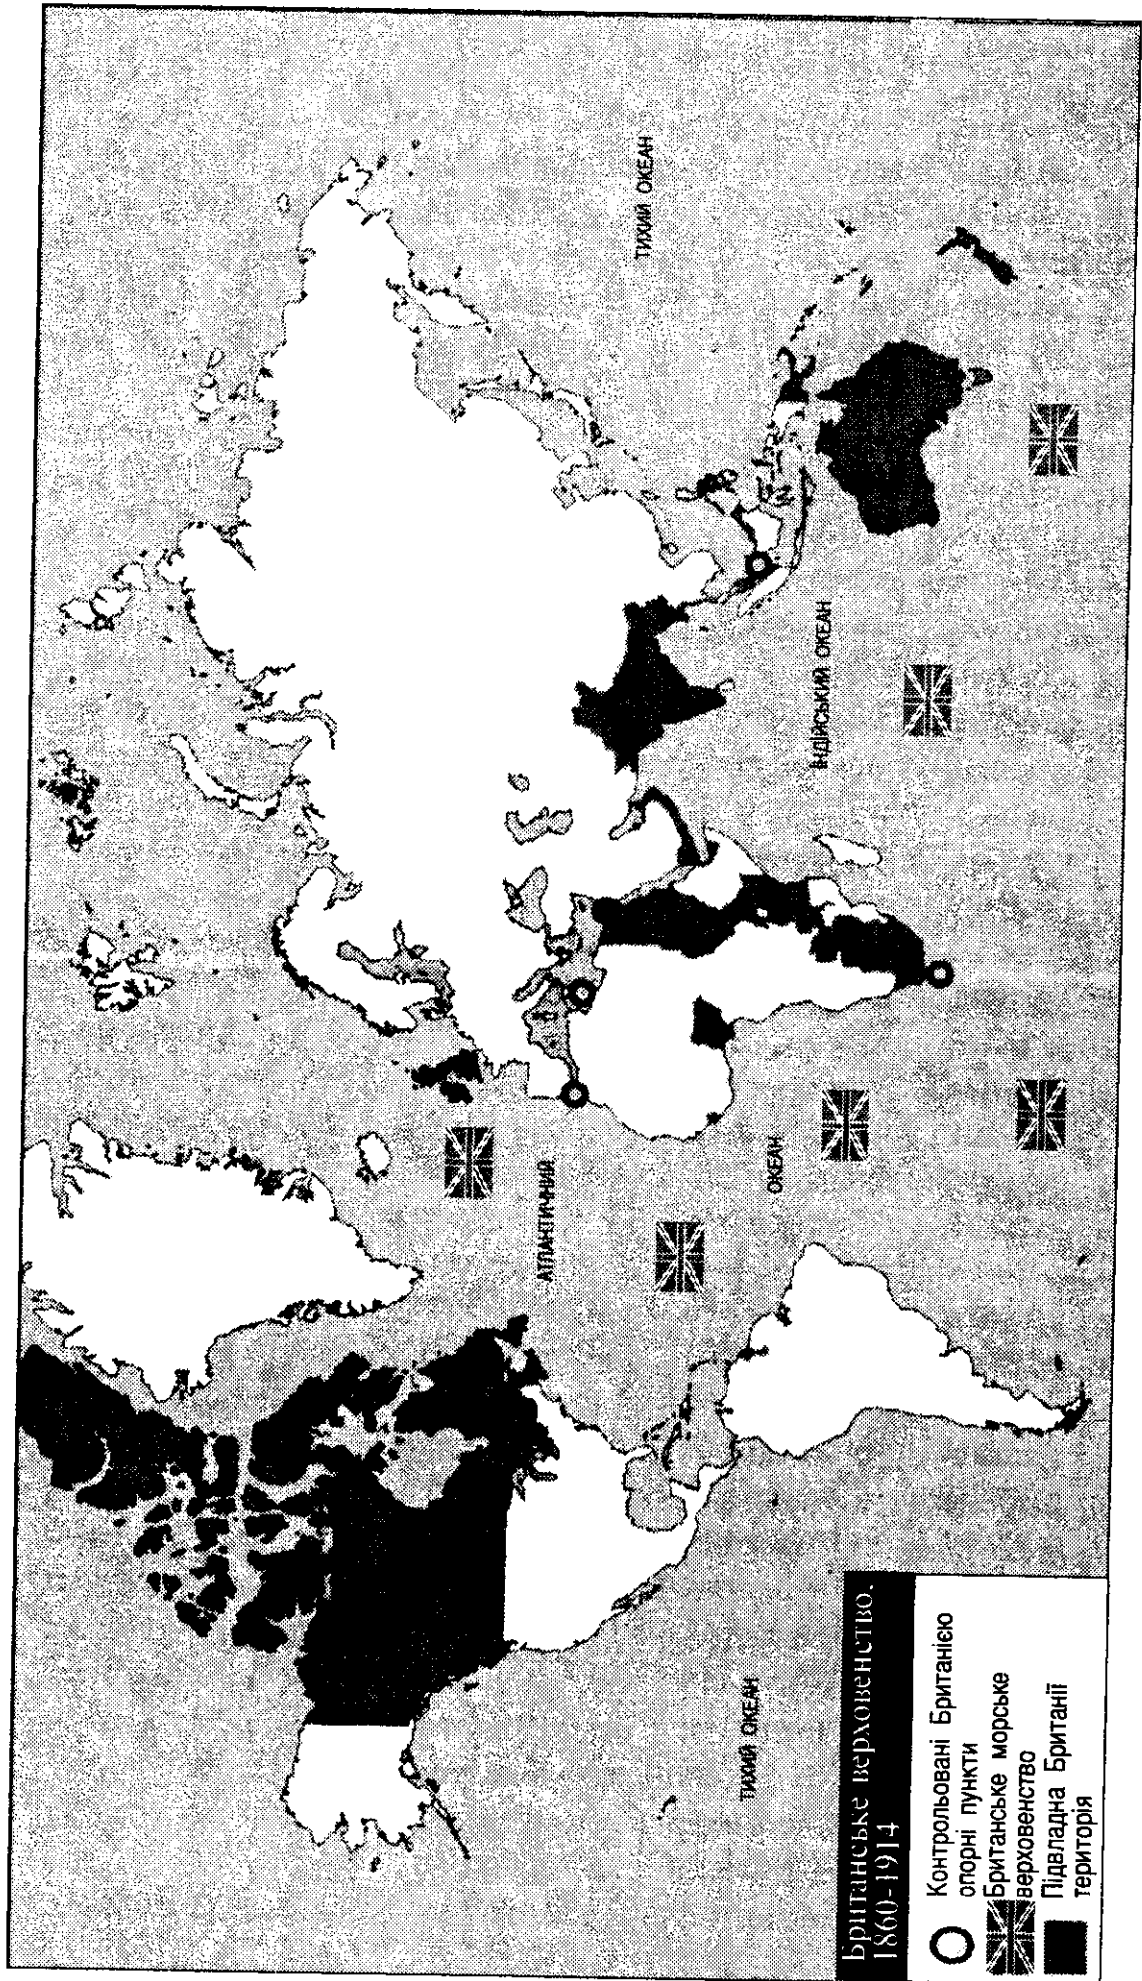 ТИХИЙ ОКЕАН
ІНДІЙСЬКИЙ ОКЕАН
АТЛАНТИЧНИЙ
ОКЕАН
ТИХИЙ ОКЕАН
Британське верховенство.
1860-1914
Контрольовані Британією
опорні пункти
Британське морське
верховенство
Підвладна Британії
територія